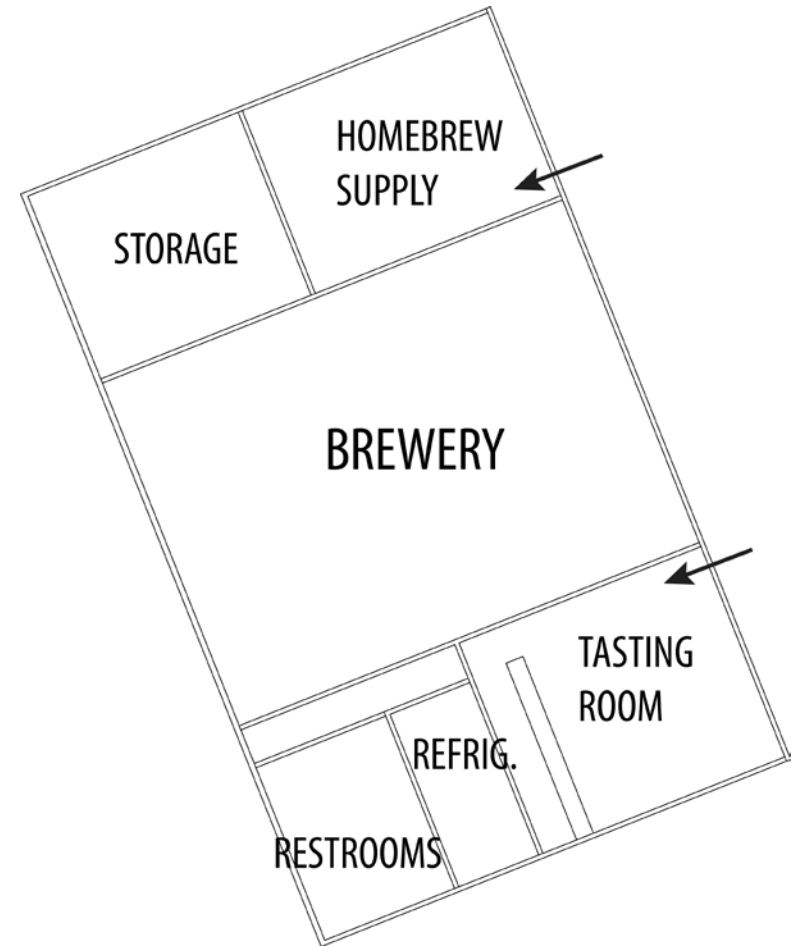 HOMEBREW
SUPPLY
STORAGE
BREWERY
TASTING
ROOM
REFRIG.
RESTROOMS